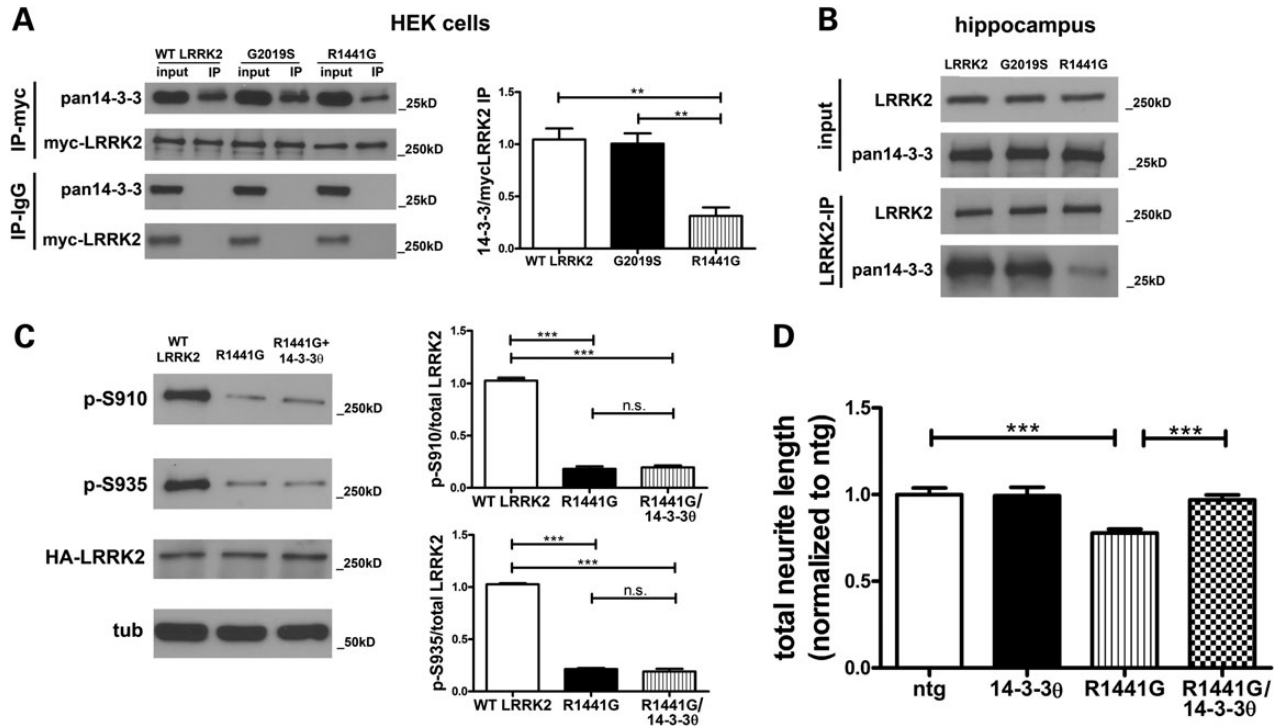 A
HEK cells
WT LRRK2 G2019S R1441G
input IP input IP input IP
IP-myc
pan14-3-3
_25kD
myc-LRRK2
_250kD
IP-IgG
pan14-3-3
_25kD
myc-LRRK2
_250kD
14-3-3/mycLRRK2 IP
1.5
1.0
0.5
0.0
**
**
WT LRRK2 G2019S R1441G
B
hippocampus
LRRK2 G2019S R1441G
input
LRRK2
_250kD
pan14-3-3
_25kD
LRRK2-IP
LRRK2
_250kD
pan14-3-3
_25kD
C
WT
LRRK2
R1441G
R1441G+
14-3-3θ
p-S910
_250kD
p-S935
_250kD
HA-LRRK2
_250kD
tub
_50kD
p-S910/total LRRK2
1.5
1.0
0.5
0.0
***
***
n.s.
WT LRRK2 R1441G R1441G/
14-3-3θ
p-S935/total LRRK2
1.5
1.0
0.5
0.0
***
***
n.s.
WT LRRK2 R1441G R1441G/
14-3-3θ
D
total neurite length
(normalized to ntg)
1.5
1.0
0.5
0.0
***
***
ntg 14-3-3θ R1441G R1441G/
14-3-3θ